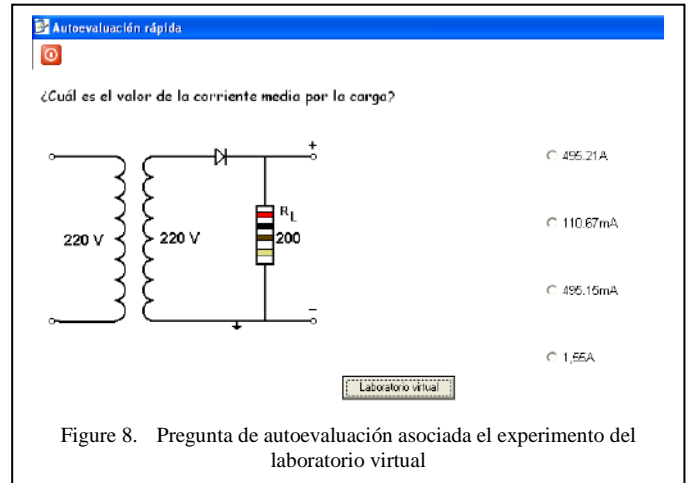 Autoevaluación rápida
¿Cuál es el valor de la corriente media por la carga?
+
220 V
220 V
R_L
200
−
495.21A
110.67mA
495.15mA
1,55A
Laboratorio virtual
Figure 8. Pregunta de autoevaluación asociada el experimento del
laboratorio virtual